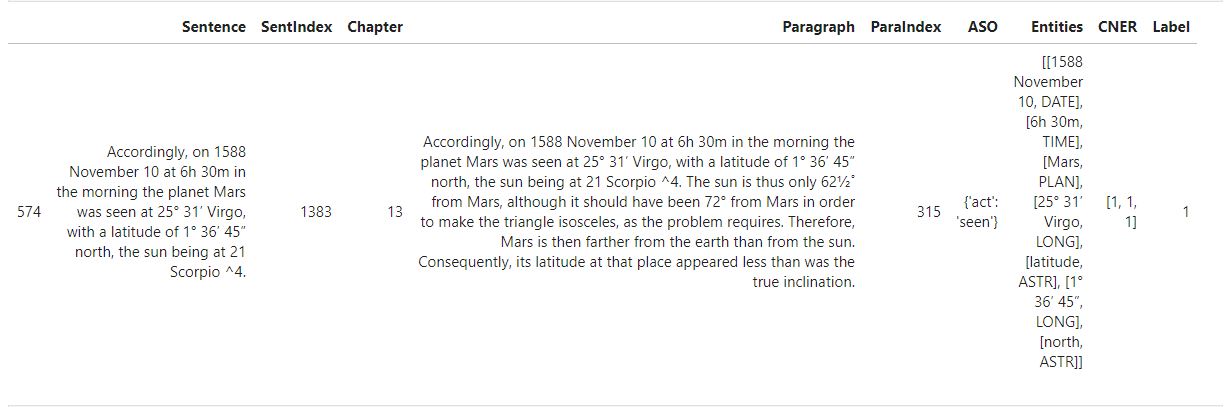 Sentence SentIndex Chapter Paragraph ParaIndex ASO Entities CNER Label
574
Accordingly, on 1588
November 10 at 6h 30m in
the morning the planet Mars
was seen at 25° 31′ Virgo,
with a latitude of 1° 36′ 45″
north, the sun being at 21
Scorpio ^4.
1383
13
Accordingly, on 1588 November 10 at 6h 30m in the morning the
planet Mars was seen at 25° 31′ Virgo, with a latitude of 1° 36′ 45″
north, the sun being at 21 Scorpio ^4. The sun is thus only 62½°
from Mars, although it should have been 72° from Mars in order
to make the triangle isosceles, as the problem requires. Therefore,
Mars is then farther from the earth than from the sun.
Consequently, its latitude at that place appeared less than was the
true inclination.
315
{'act':
'seen'}
[[1588
November
10, DATE],
[6h 30m,
TIME],
[Mars,
PLAN],
[25° 31′
Virgo,
LONG],
[latitude,
ASTR], [1°
36′ 45″,
LONG],
[north,
ASTR]]
[1, 1,
1]
1